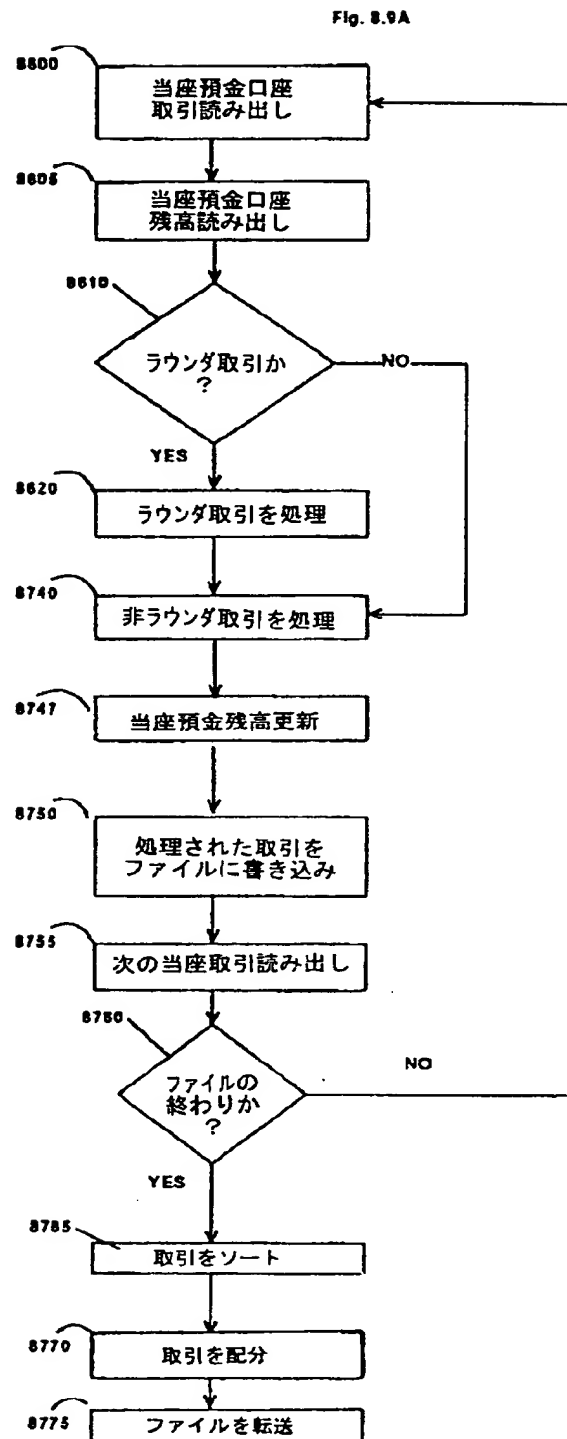 Fig. 8.9A
8600
当座預金口座
取引読み出し
8605
当座預金口座
残高読み出し
8610
ラウンダ取引か
?
NO
YES
8620
ラウンダ取引を処理
8740
非ラウンダ取引を処理
8747
当座預金残高更新
8750
処理された取引を
ファイルに書き込み
8755
次の当座取引読み出し
8760
ファイルの
終わりか
?
NO
YES
8765
取引をソート
8770
取引を配分
8775
ファイルを転送